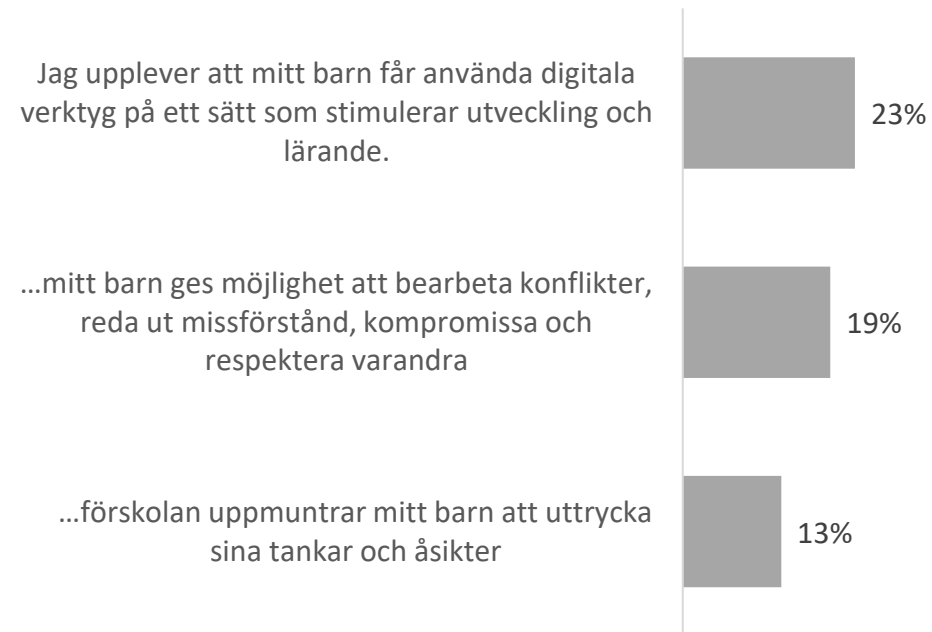 Jag upplever att mitt barn får använda digitala
verktyg på ett sätt som stimulerar utveckling och
lärande.
23%
…mitt barn ges möjlighet att bearbeta konflikter,
reda ut missförstånd, kompromissa och
respektera varandra
19%
…förskolan uppmuntrar mitt barn att uttrycka
sina tankar och åsikter
13%